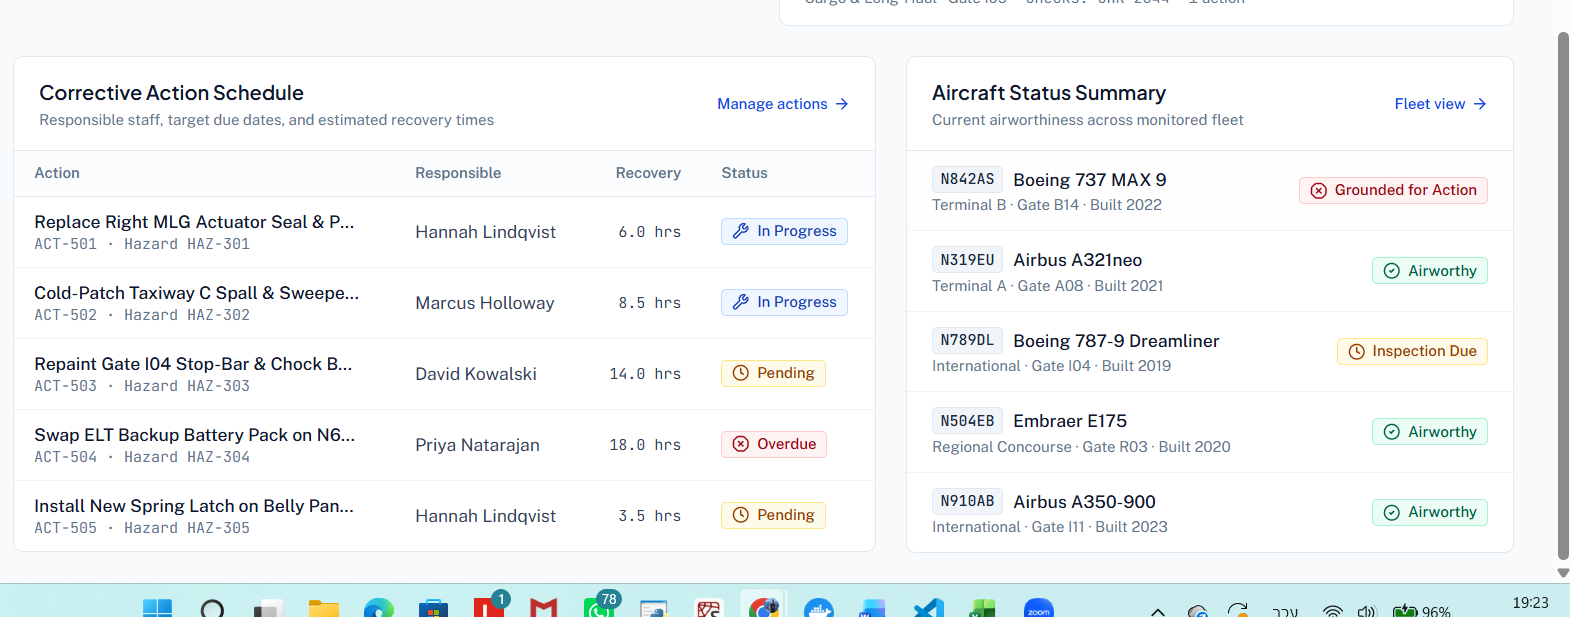 Corrective Action Schedule
Responsible staff, target due dates, and estimated recovery times
Manage actions →
Action Responsible Recovery Status
Replace Right MLG Actuator Seal & P...
ACT-501 · Hazard HAZ-301
Hannah Lindqvist 6.0 hrs In Progress
Cold-Patch Taxiway C Spall & Sweepe...
ACT-502 · Hazard HAZ-302
Marcus Holloway 8.5 hrs In Progress
Repaint Gate I04 Stop-Bar & Chock B...
ACT-503 · Hazard HAZ-303
David Kowalski 14.0 hrs Pending
Swap ELT Backup Battery Pack on N6...
ACT-504 · Hazard HAZ-304
Priya Natarajan 18.0 hrs Overdue
Install New Spring Latch on Belly Pan...
ACT-505 · Hazard HAZ-305
Hannah Lindqvist 3.5 hrs Pending
Aircraft Status Summary
Current airworthiness across monitored fleet
Fleet view →
N842AS Boeing 737 MAX 9
Terminal B · Gate B14 · Built 2022
Grounded for Action
N319EU Airbus A321neo
Terminal A · Gate A08 · Built 2021
Airworthy
N789DL Boeing 787-9 Dreamliner
International · Gate I04 · Built 2019
Inspection Due
N504EB Embraer E175
Regional Concourse · Gate R03 · Built 2020
Airworthy
N910AB Airbus A350-900
International · Gate I11 · Built 2023
Airworthy
1
78
zoom
עבר
96%
19:23